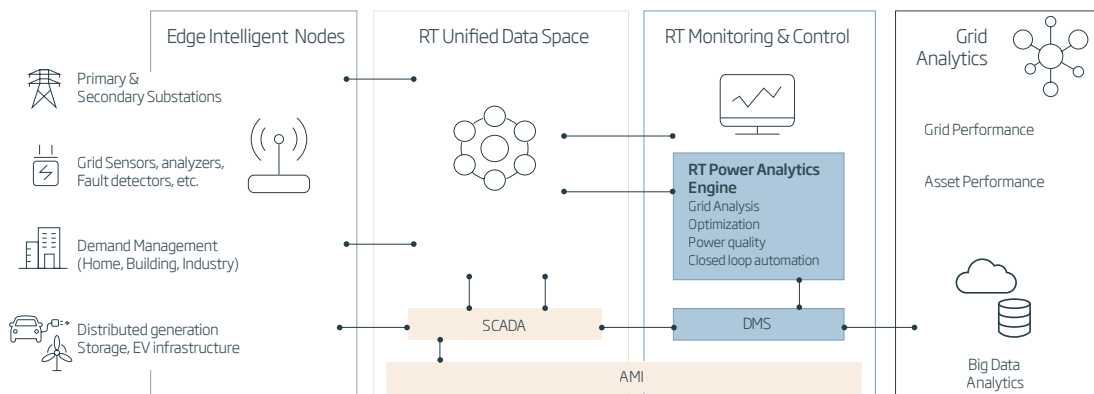 Edge Intelligent Nodes
RT Unified Data Space
RT Monitoring & Control
Grid
Analytics
Primary &
Secondary Substations
Grid Sensors, analyzers,
Fault detectors, etc.
Demand Management
(Home, Building, Industry)
Distributed generation
Storage, EV infrastructure
RT Power Analytics
Engine
Grid Analysis
Optimization
Power quality
Closed loop automation
SCADA
DMS
AMI
Grid Performance
Asset Performance
Big Data
Analytics